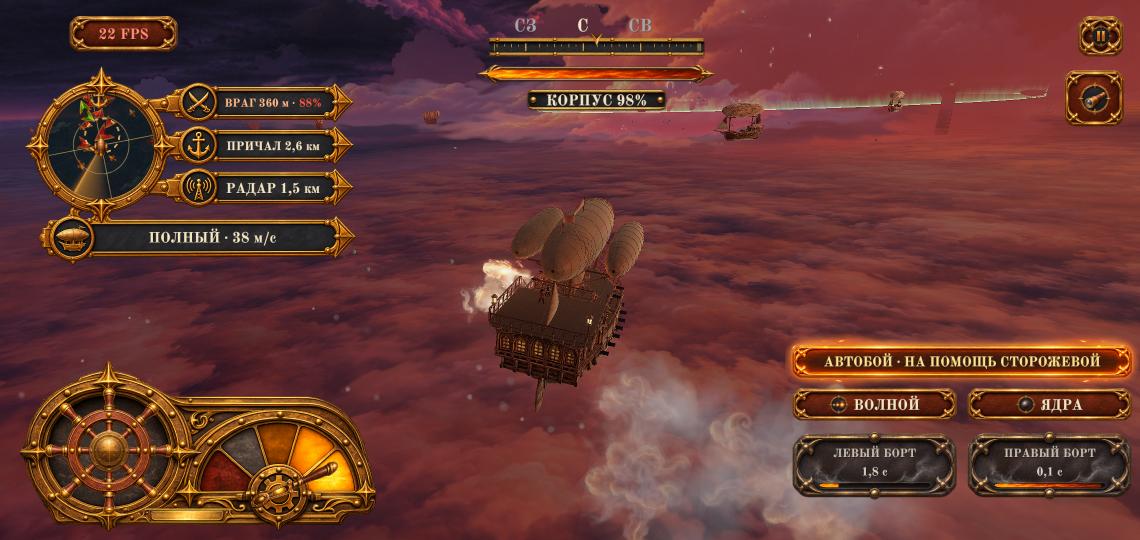 22 FPS
СЗ С СВ
КОРПУС 98%
ВРАГ 360 м · 88%
ПРИЧАЛ 2,6 км
РАДАР 1,5 км
ПОЛНЫЙ · 38 м/с
АВТОБОЙ · НА ПОМОЩЬ СТОРОЖЕВОЙ
ВОЛНОЙ
ЯДРА
ЛЕВЫЙ БОРТ
1,8 с
ПРАВЫЙ БОРТ
0,1 с